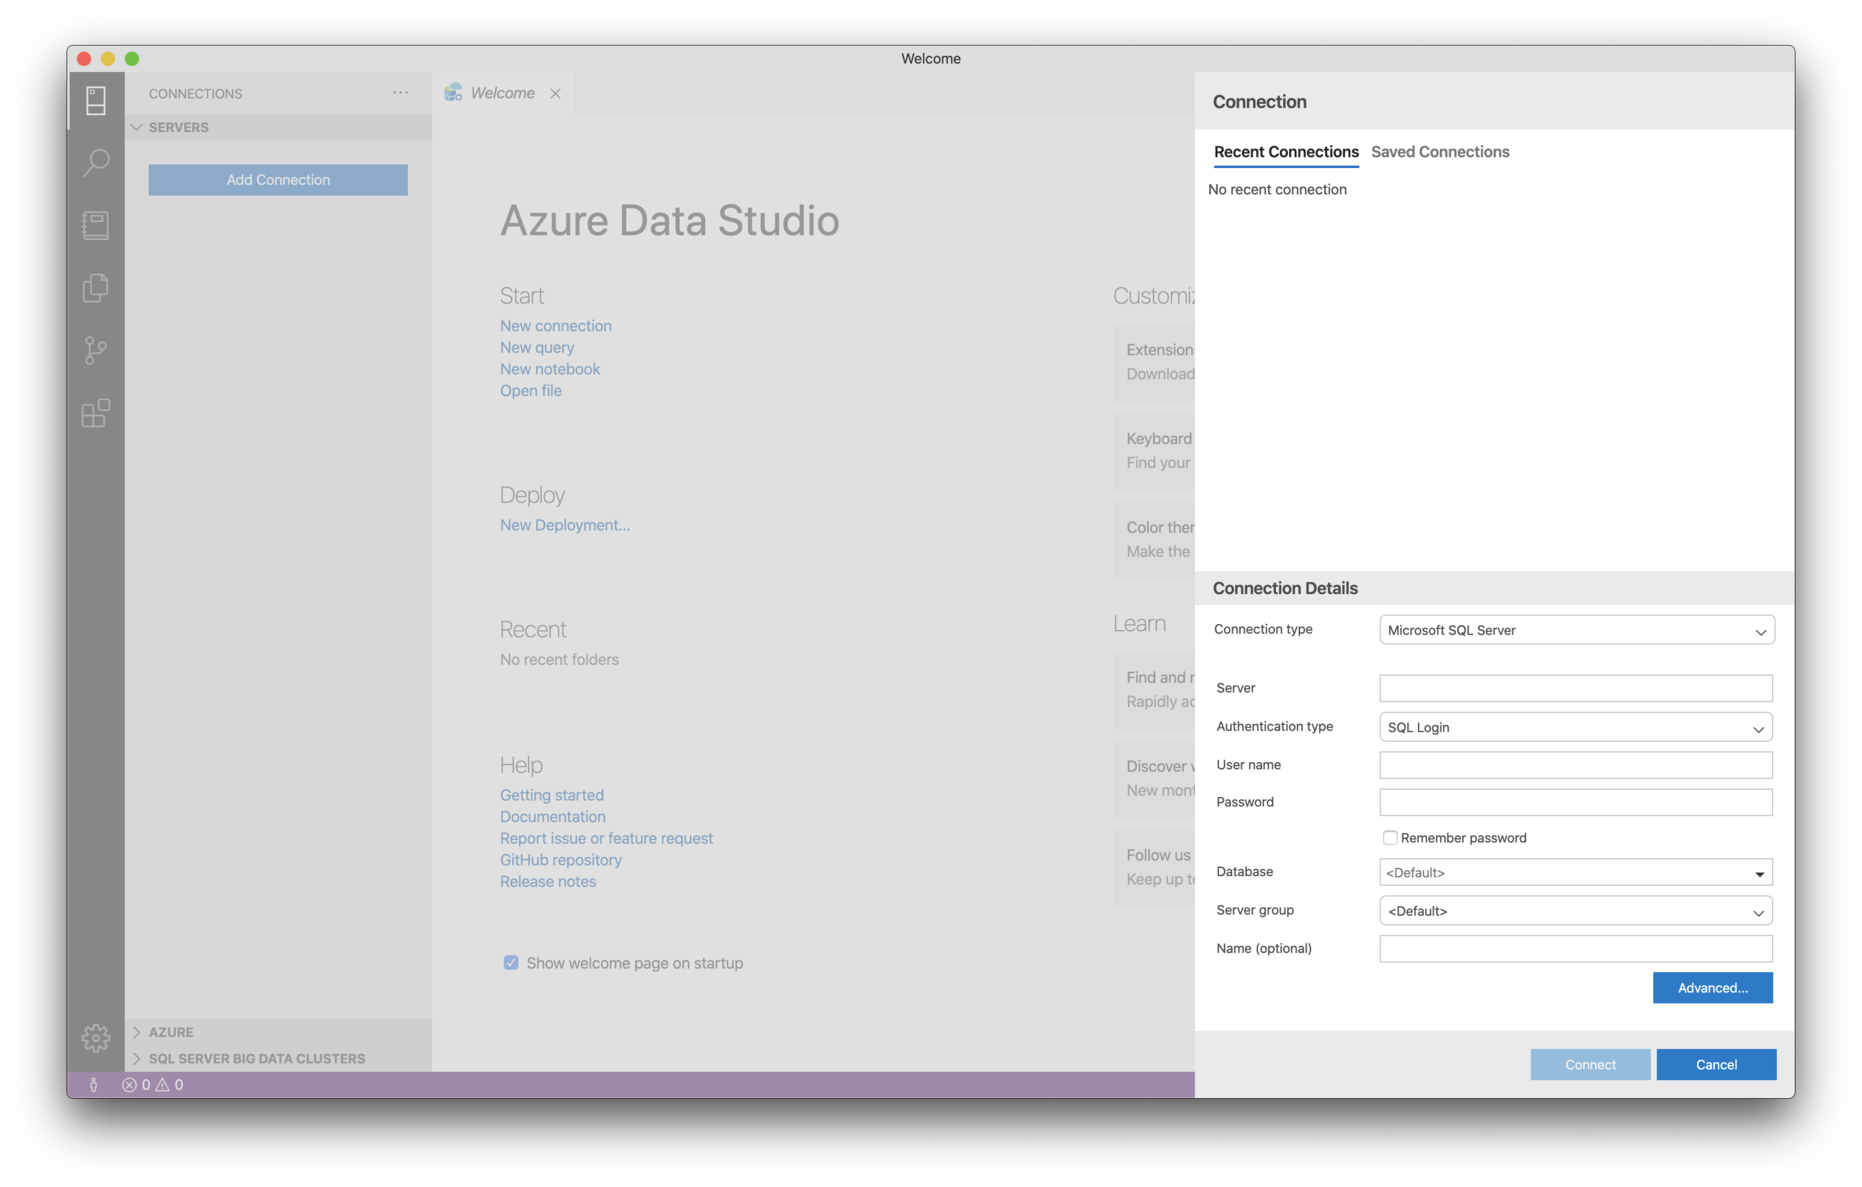 Welcome
CONNECTIONS
SERVERS
Add Connection
Welcome
Azure Data Studio
Start
New connection
New query
New notebook
Open file
Deploy
New Deployment...
Recent
No recent folders
Help
Getting started
Documentation
Report issue or feature request
GitHub repository
Release notes
Show welcome page on startup
Customiz
Extension
Download
Keyboard
Find your
Color ther
Make the
Learn
Find and r
Rapidly ac
Discover v
New mont
Follow us
Keep up to
AZURE
SQL SERVER BIG DATA CLUSTERS
0 0
Connection
Recent Connections Saved Connections
No recent connection
Connection Details
Connection type Microsoft SQL Server
Server
Authentication type SQL Login
User name
Password
Remember password
Database <Default>
Server group <Default>
Name (optional)
Advanced...
Connect Cancel